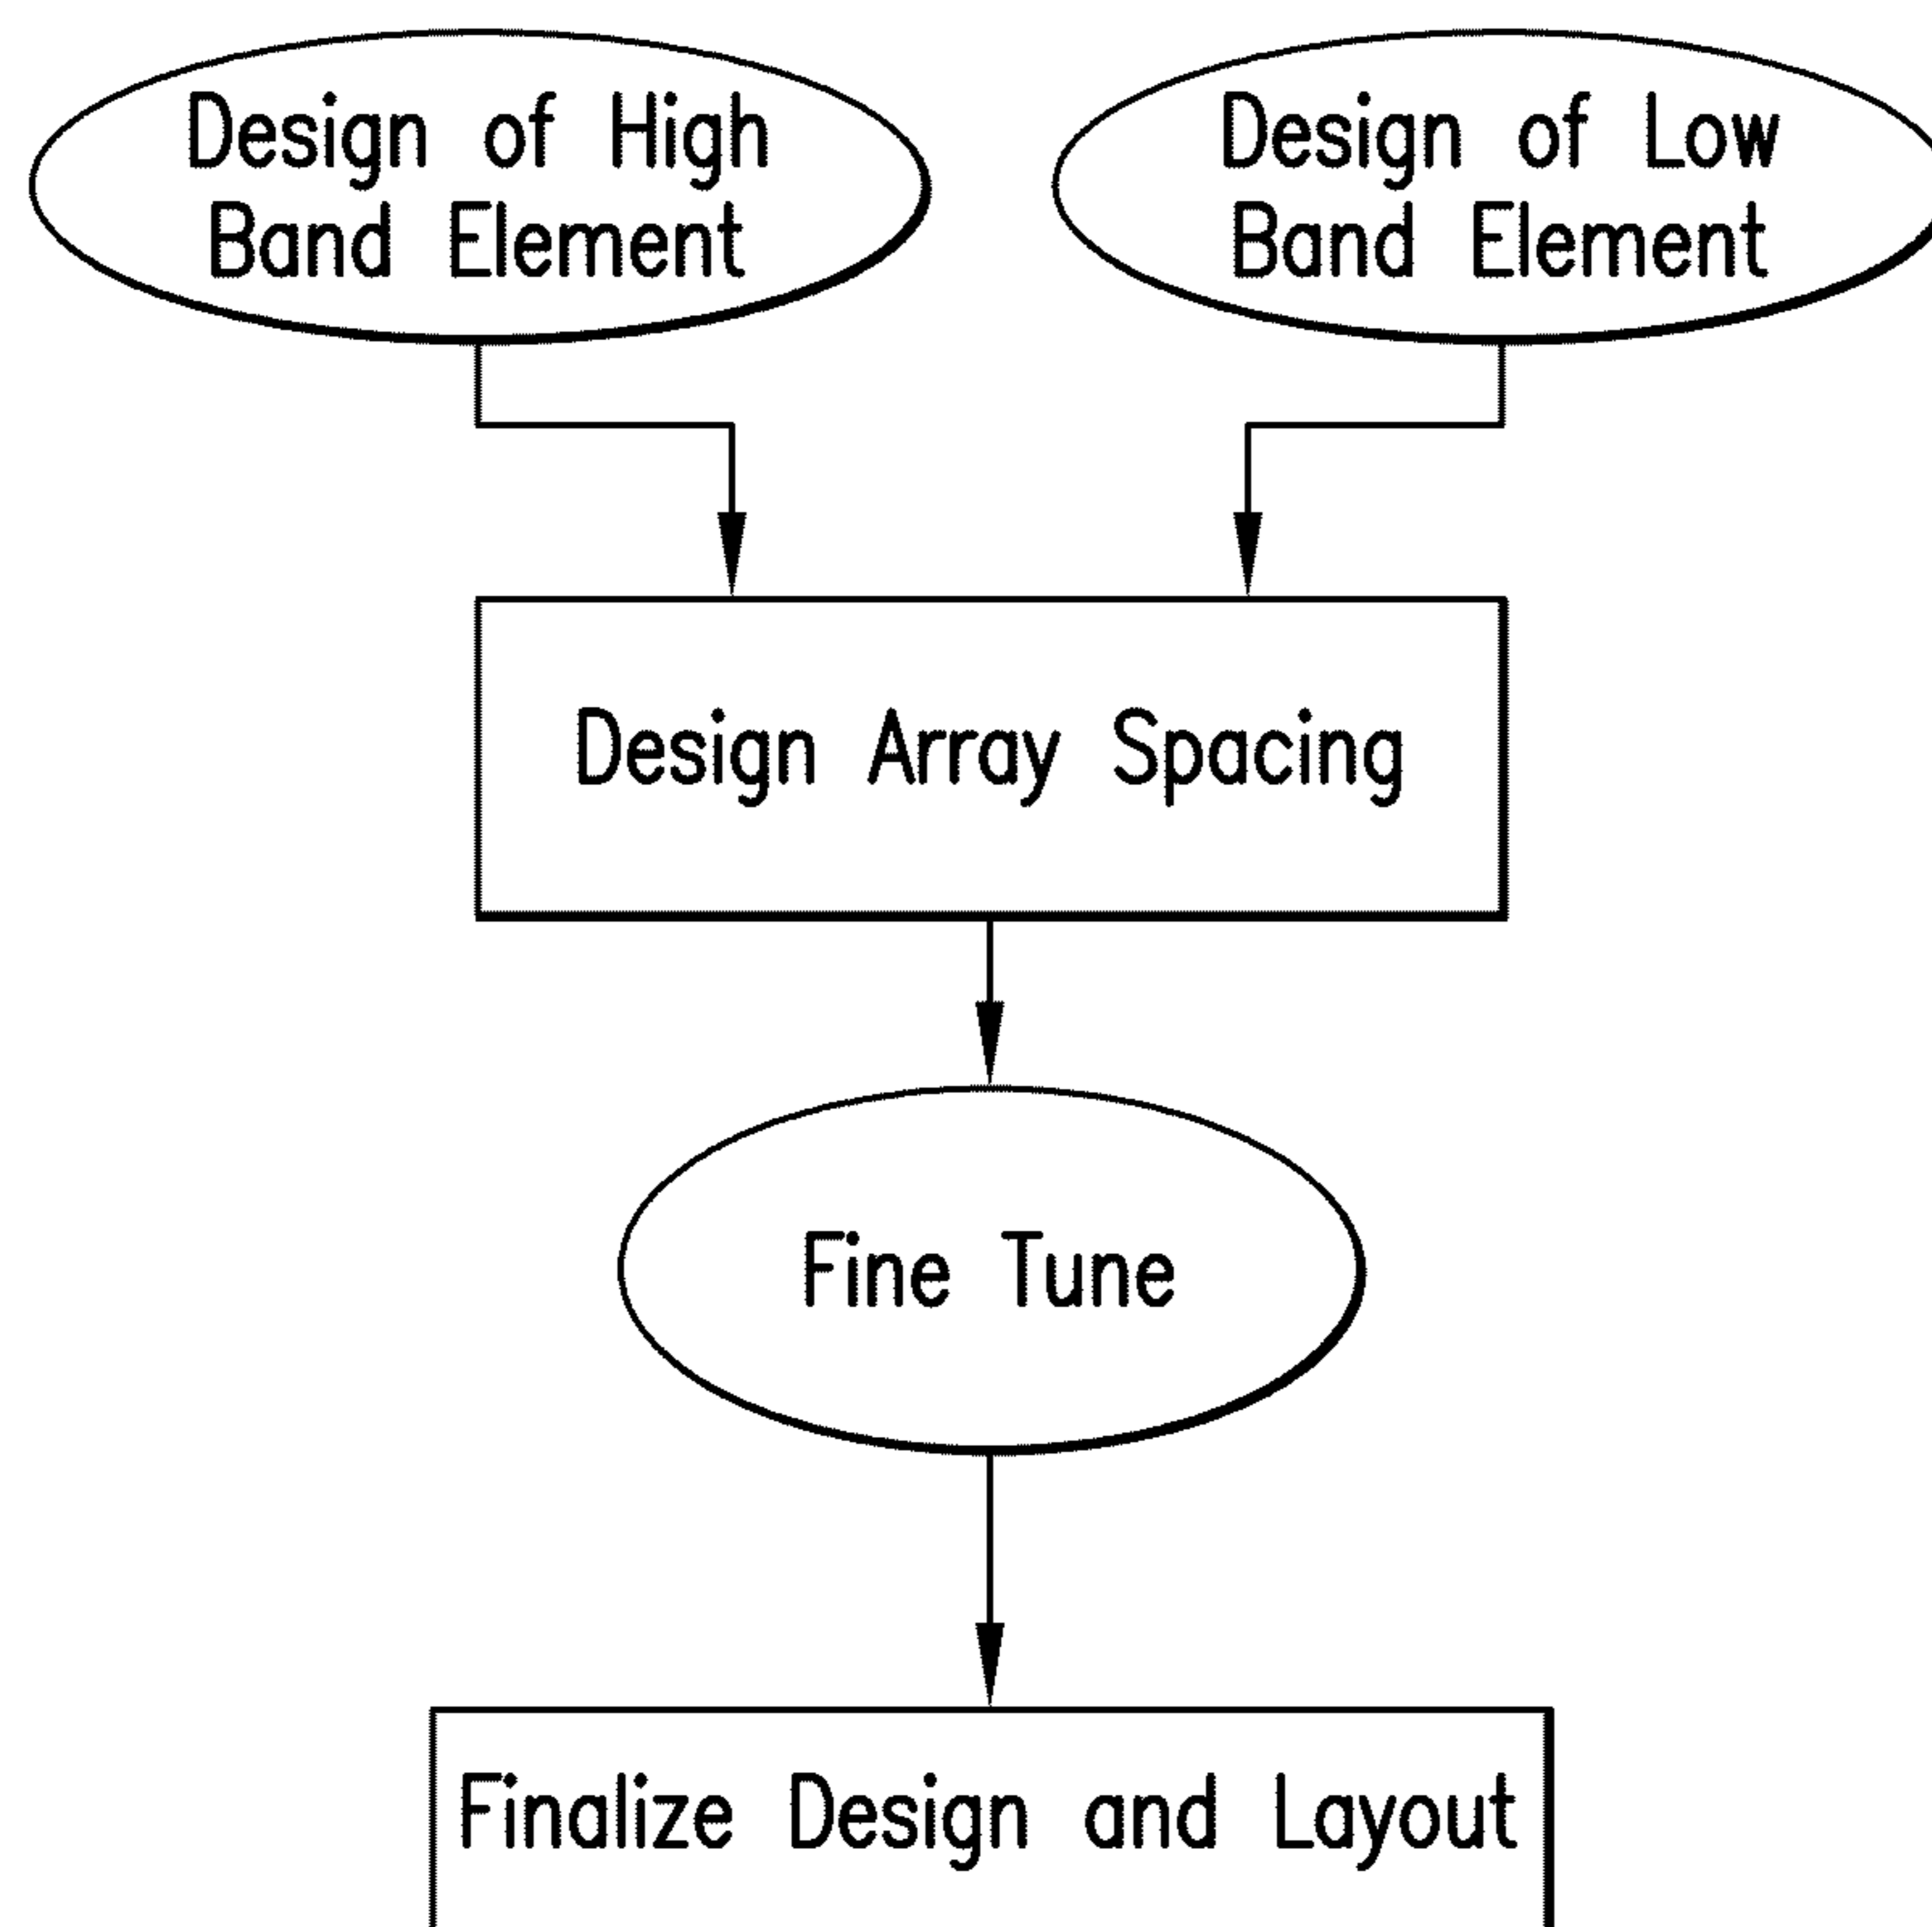 Design of High
Band Element
Design of Low
Band Element
Design Array Spacing
Fine Tune
Finalize Design and Layout